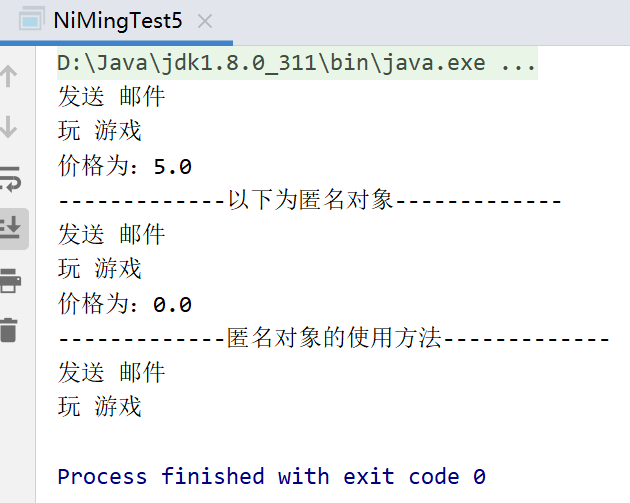 NiMingTest5
D:\Java\jdk1.8.0_311\bin\java.exe ...
发送 邮件
玩 游戏
价格为：5.0
-------------以下为匿名对象-------------
发送 邮件
玩 游戏
价格为：0.0
-------------匿名对象的使用方法-------------
发送 邮件
玩 游戏
Process finished with exit code 0